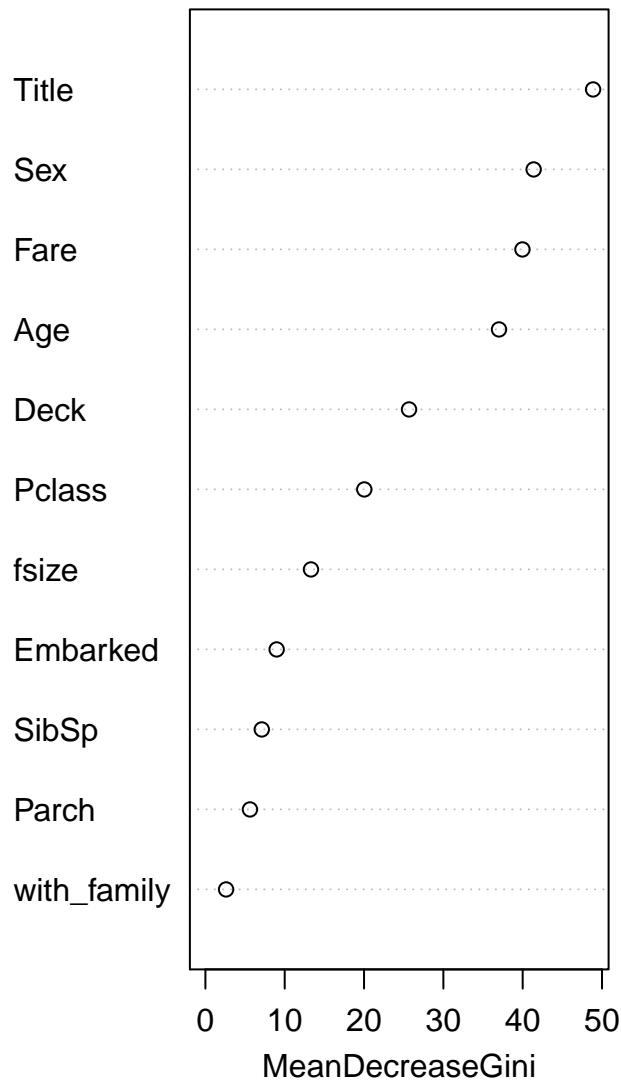 Title
Sex
Fare
Age
Deck
Pclass
fsize
Embarked
SibSp
Parch
with_family
0 10 20 30 40 50
MeanDecreaseGini